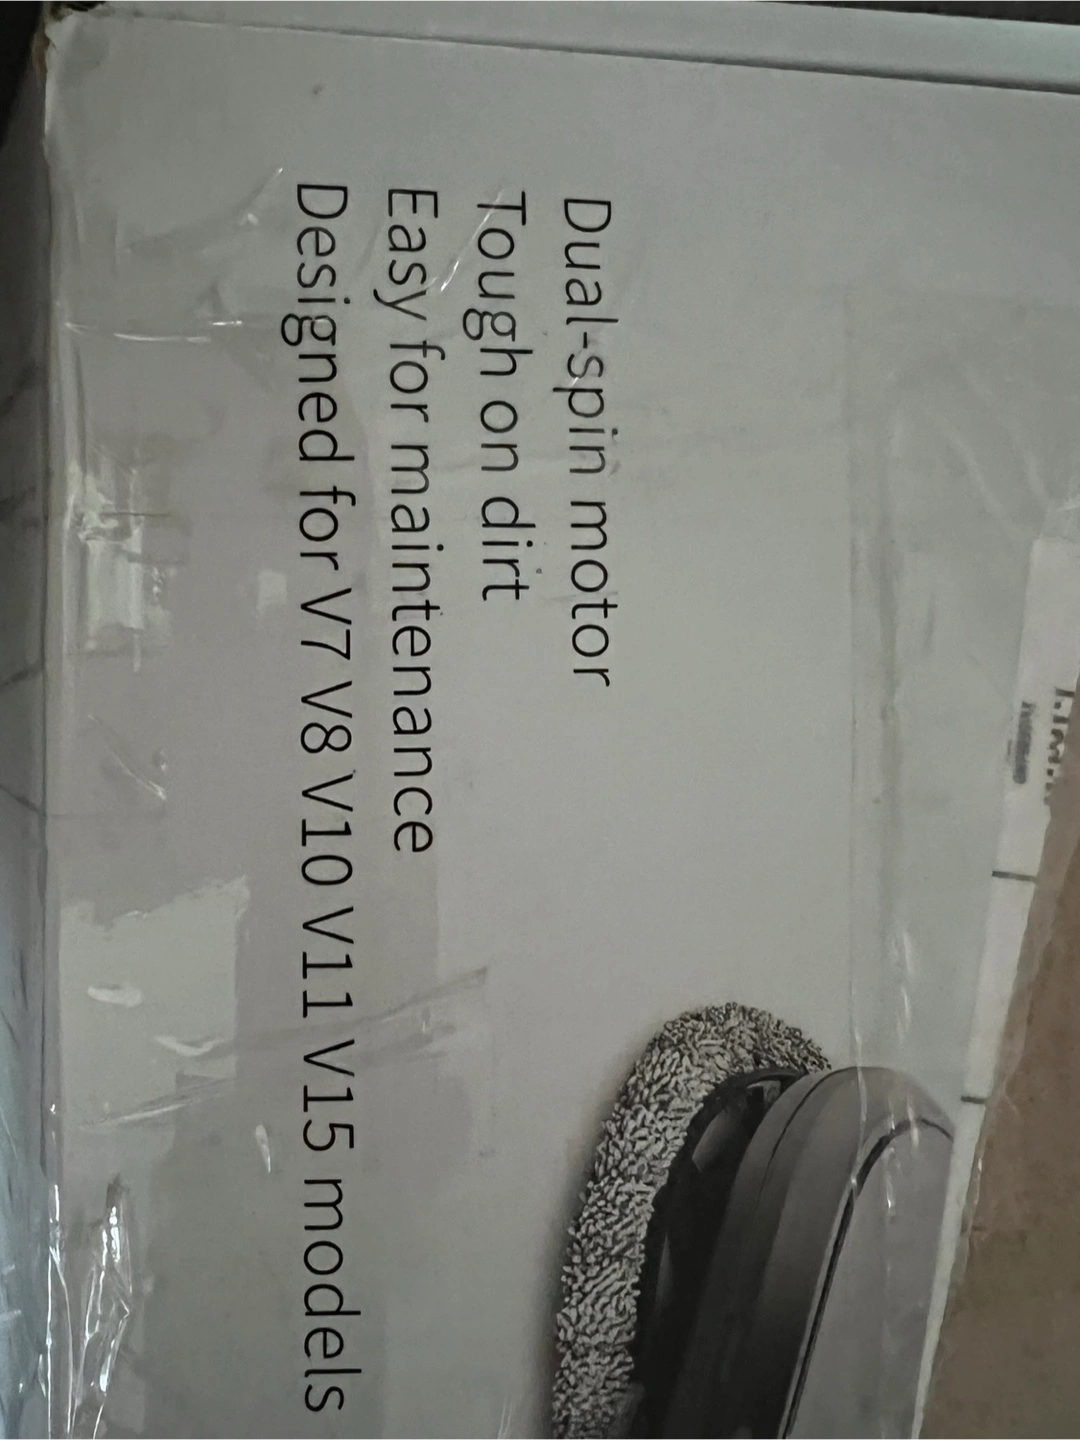 Dual-spin motor
Tough on dirt
Easy for maintenance
Designed for V7 V8 V10 V11 V15 models